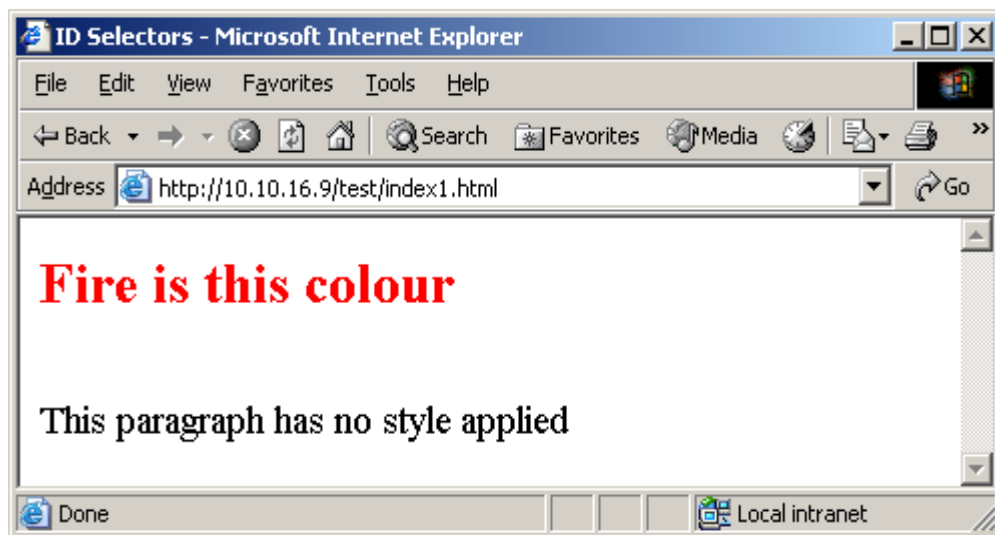 ID Selectors - Microsoft Internet Explorer
File Edit View Favorites Tools Help
Back Search Favorites Media »
Address http://10.10.16.9/test/index1.html Go
Fire is this colour
This paragraph has no style applied
Done Local intranet